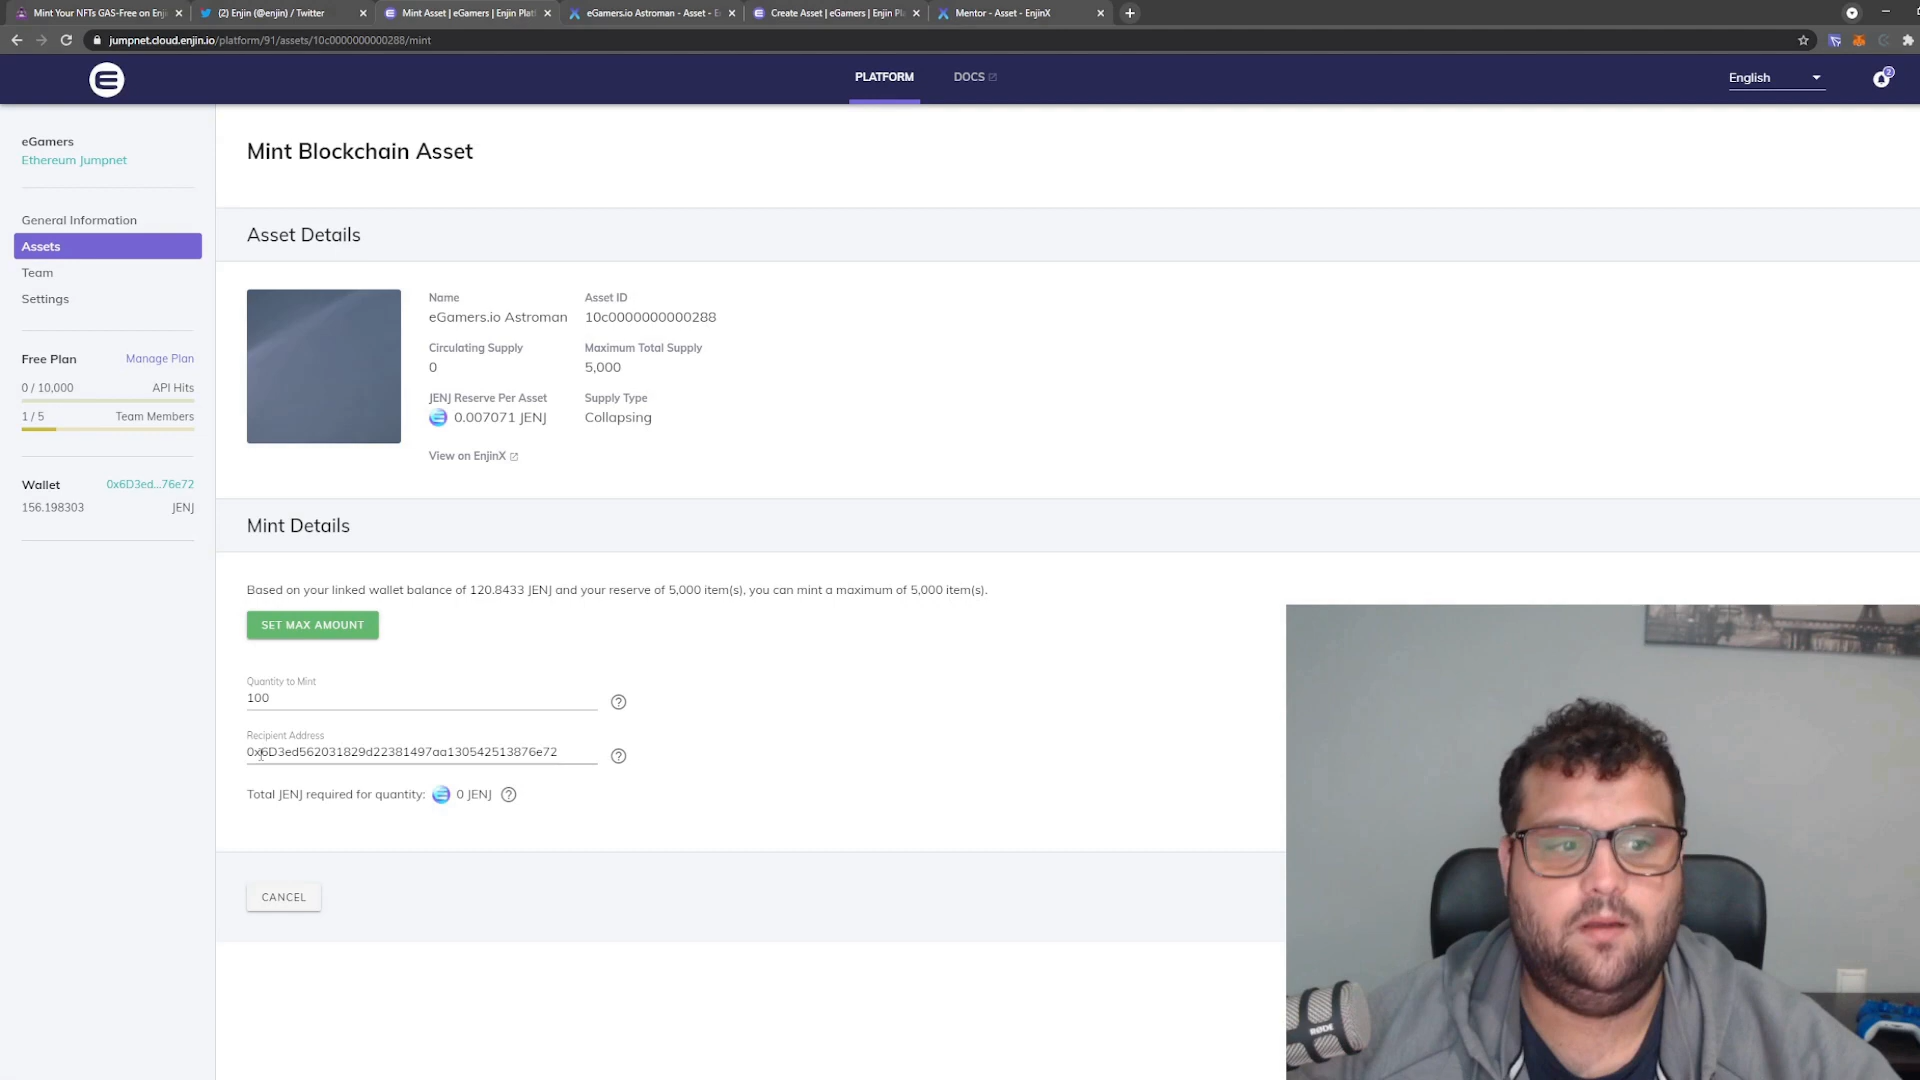 Mint Your NFTs GAS-Free on Enj
(2) Enjin (@enjin) / Twitter
Mint Asset | eGamers | Enjin Plat
eGamers.io Astroman - Asset - E
Create Asset | eGamers | Enjin Pl
Mentor - Asset - EnjinX
jumpnet.cloud.enjin.io/platform/91/assets/10c0000000000288/mint
PLATFORM
DOCS
English
2
eGamers
Ethereum Jumpnet
General Information
Assets
Team
Settings
Free Plan
Manage Plan
0 / 10,000
API Hits
1 / 5
Team Members
Wallet
0x6D3ed...76e72
156.198303
JENJ
Mint Blockchain Asset
Asset Details
Name
eGamers.io Astroman
Asset ID
10c0000000000288
Circulating Supply
0
Maximum Total Supply
5,000
JENJ Reserve Per Asset
0.007071 JENJ
Supply Type
Collapsing
View on EnjinX
Mint Details
Based on your linked wallet balance of 120.8433 JENJ and your reserve of 5,000 item(s), you can mint a maximum of 5,000 item(s).
SET MAX AMOUNT
Quantity to Mint
100
Recipient Address
0x6D3ed562031829d22381497aa130542513876e72
Total JENJ required for quantity: 0 JENJ
CANCEL
RØDE